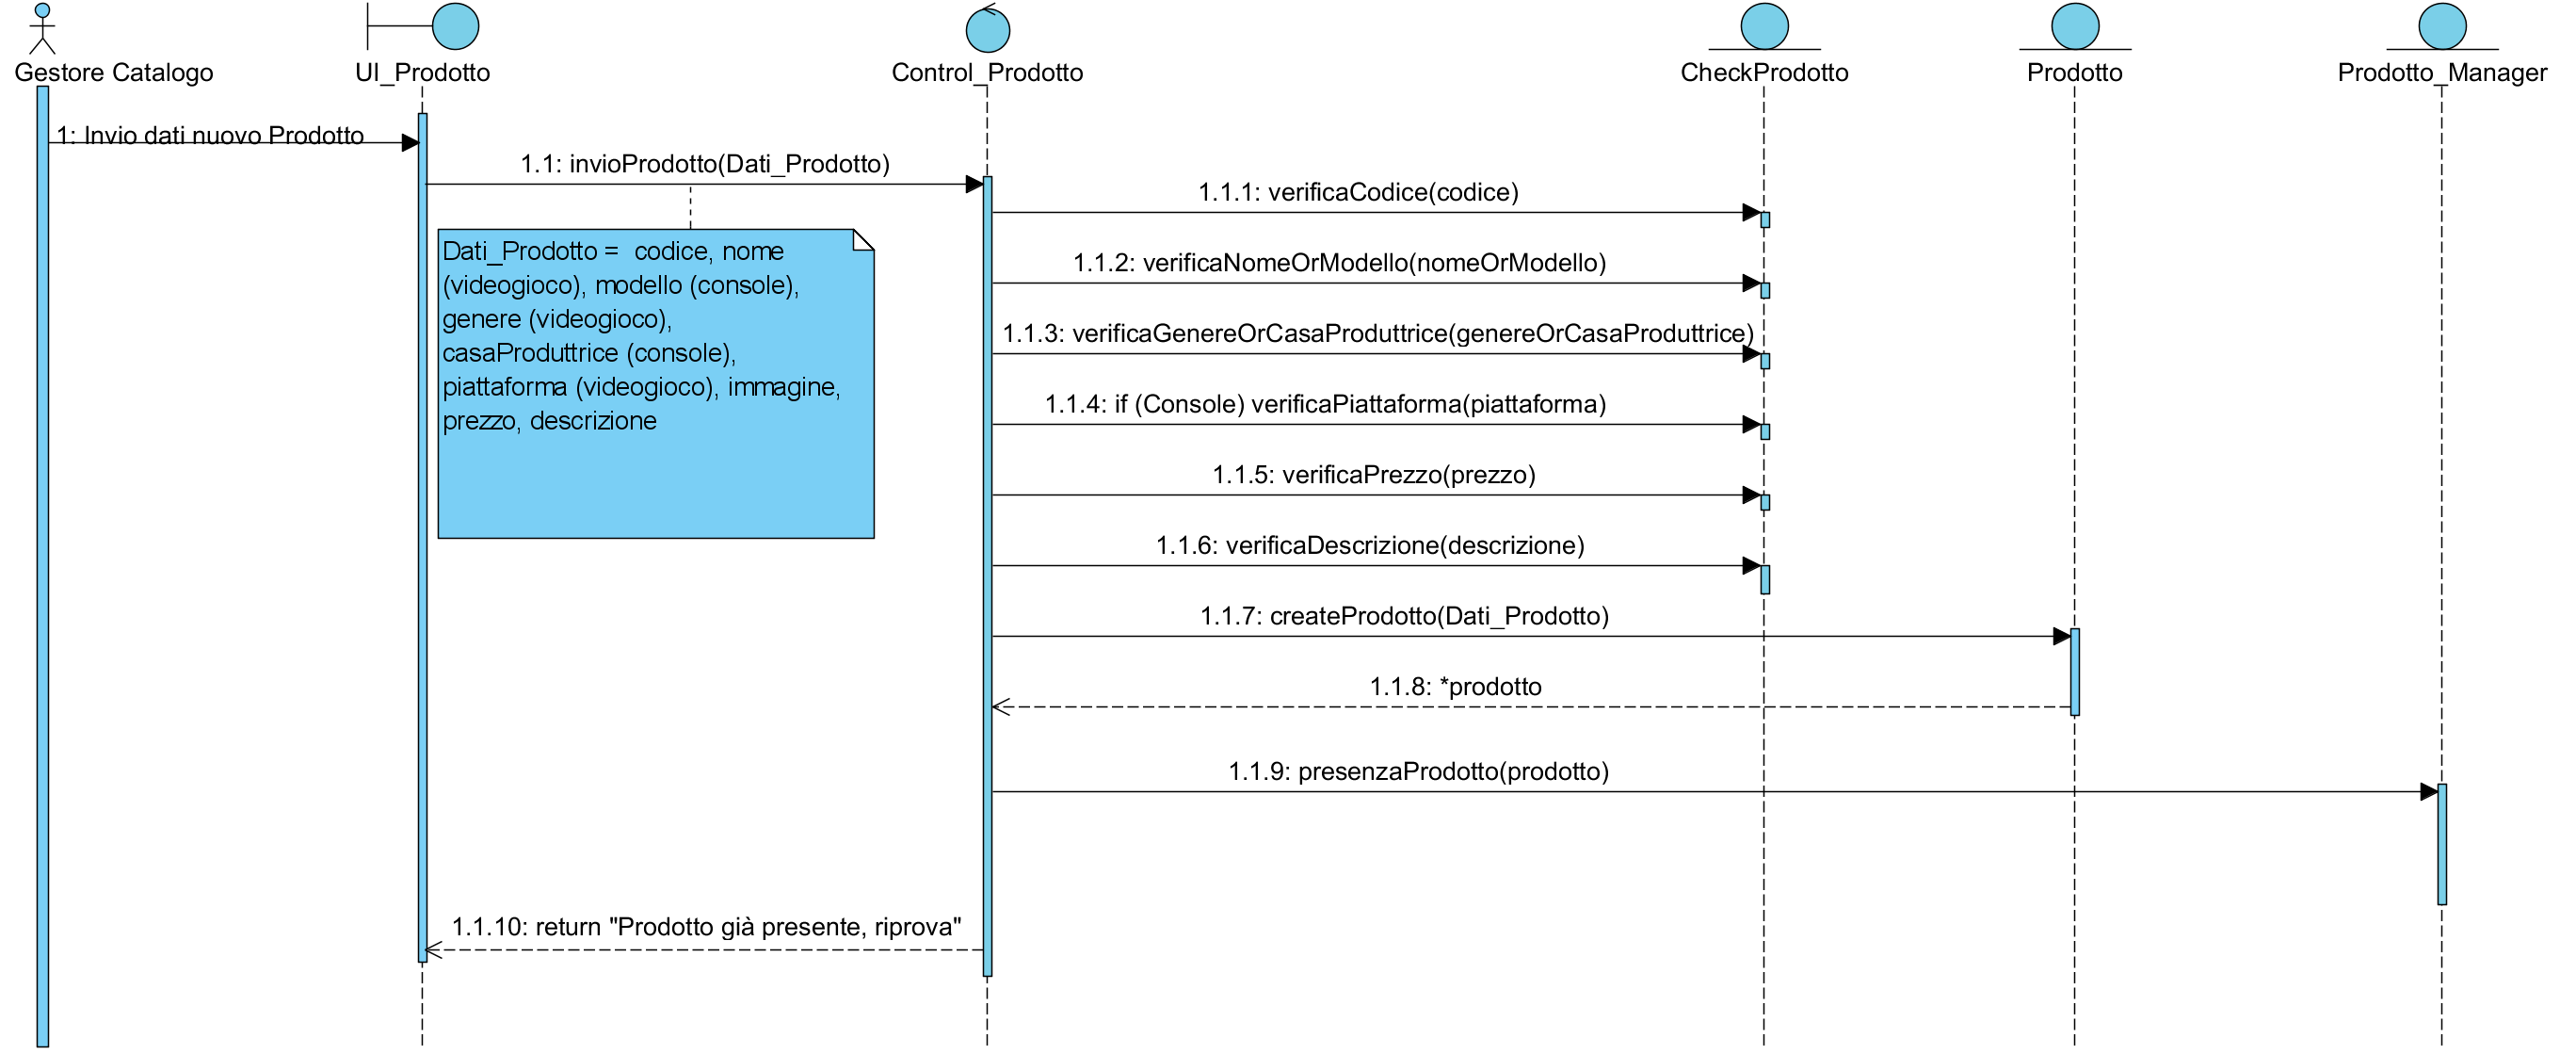 Gestore Catalogo
UI_Prodotto
Control_Prodotto
CheckProdotto
Prodotto
Prodotto_Manager
1: Invio dati nuovo Prodotto
1.1: invioProdotto(Dati_Prodotto)
1.1.1: verificaCodice(codice)
Dati_Prodotto =  codice, nome
(videogioco), modello (console),
genere (videogioco),
casaProduttrice (console),
piattaforma (videogioco), immagine,
prezzo, descrizione
1.1.2: verificaNomeOrModello(nomeOrModello)
1.1.3: verificaGenereOrCasaProduttrice(genereOrCasaProduttrice)
1.1.4: if (Console) verificaPiattaforma(piattaforma)
1.1.5: verificaPrezzo(prezzo)
1.1.6: verificaDescrizione(descrizione)
1.1.7: createProdotto(Dati_Prodotto)
1.1.8: *prodotto
1.1.9: presenzaProdotto(prodotto)
1.1.10: return "Prodotto già presente, riprova"